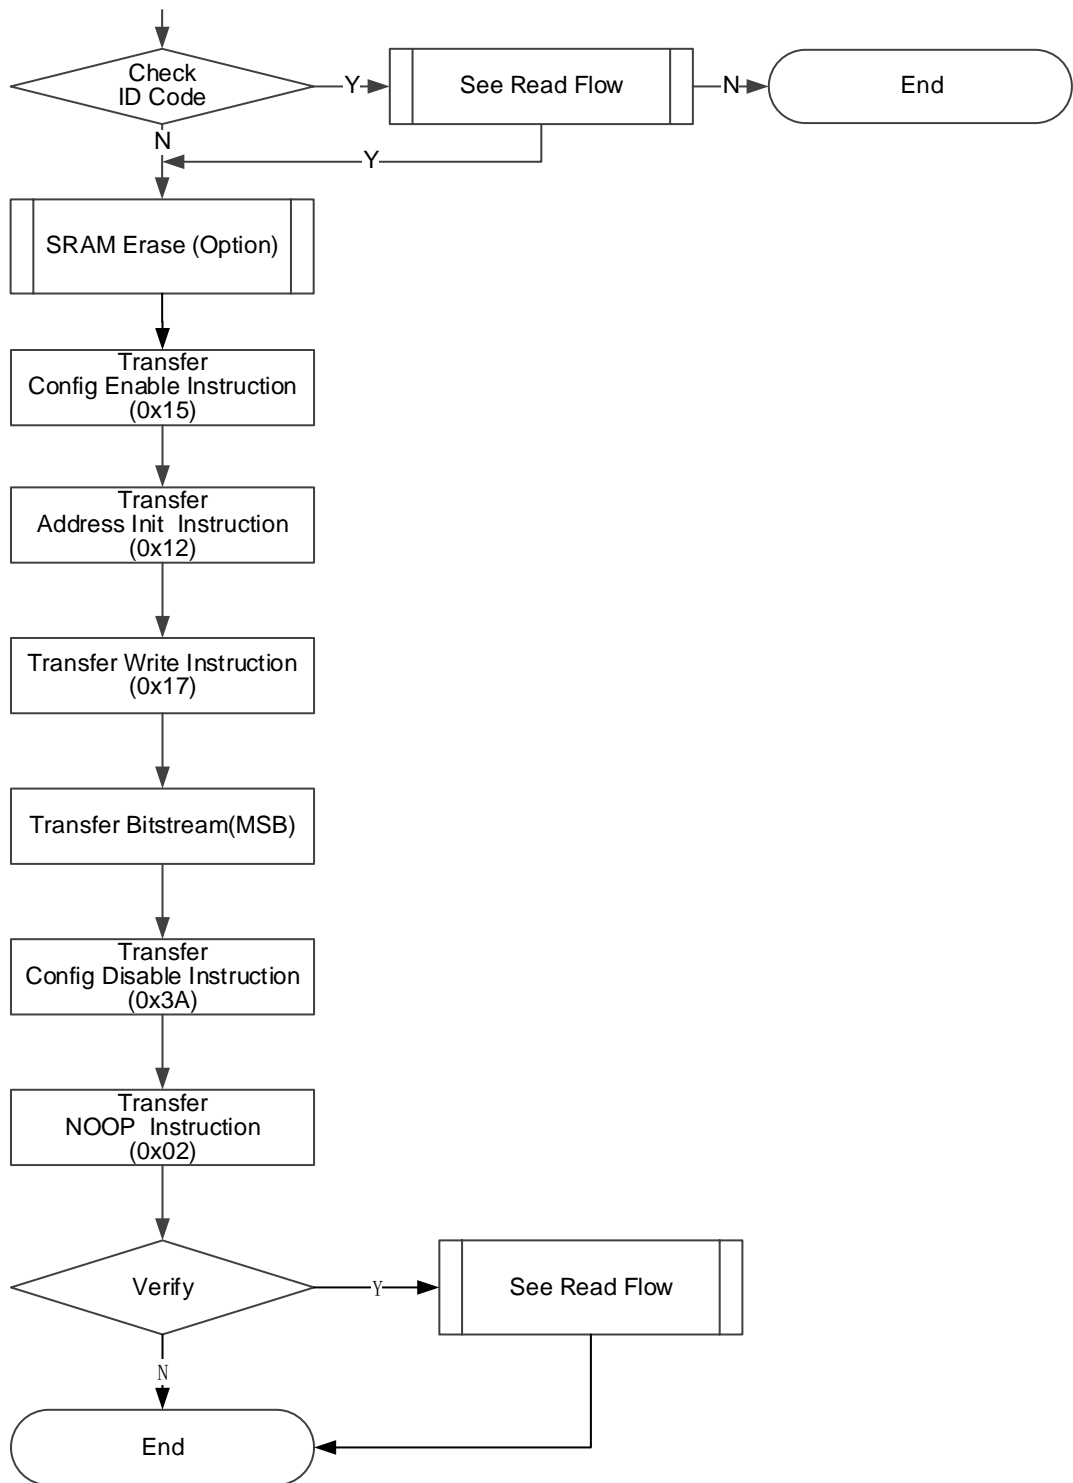 Check
ID Code
Y
See Read Flow
N
End
N
Y
SRAM Erase (Option)
Transfer
Config Enable Instruction
(0x15)
Transfer
Address Init  Instruction
(0x12)
Transfer Write Instruction
(0x17)
Transfer Bitstream(MSB)
Transfer
Config Disable Instruction
(0x3A)
Transfer
NOOP  Instruction
(0x02)
Verify
Y
See Read Flow
N
End